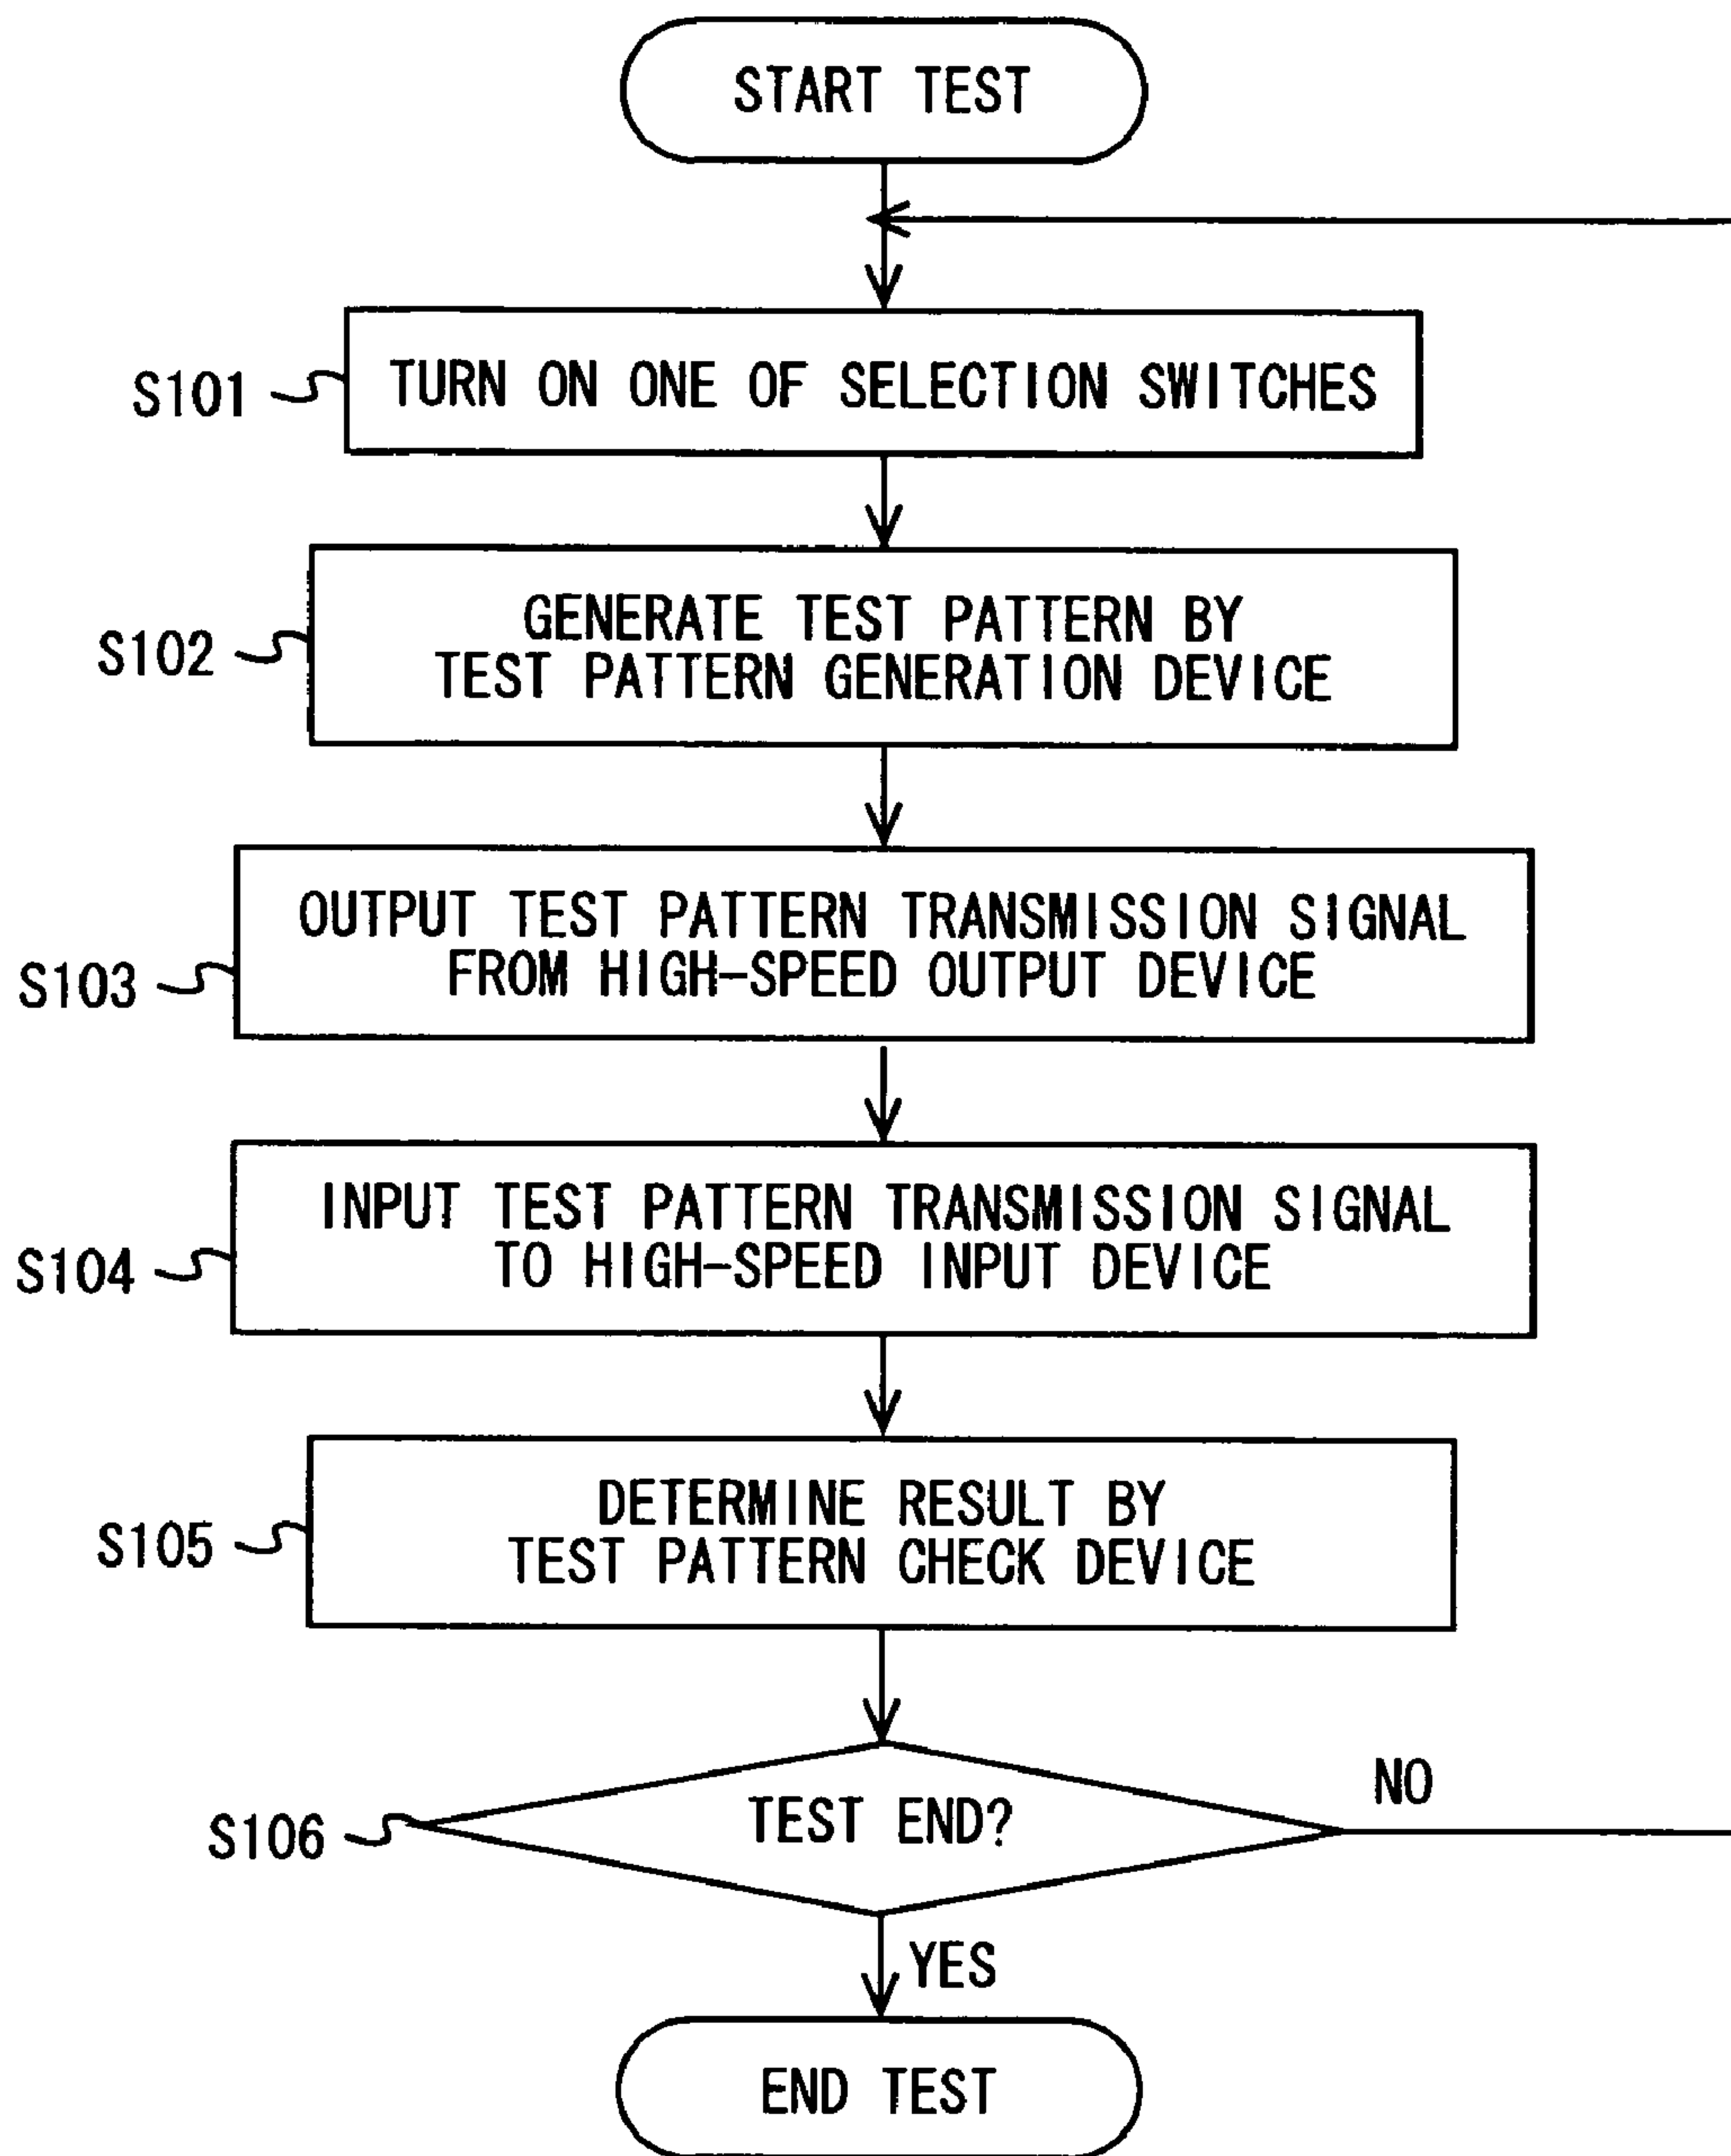 START TEST
S101
TURN ON ONE OF SELECTION SWITCHES
S102
GENERATE TEST PATTERN BY
TEST PATTERN GENERATION DEVICE
S103
OUTPUT TEST PATTERN TRANSMISSION SIGNAL
FROM HIGH-SPEED OUTPUT DEVICE
S104
INPUT TEST PATTERN TRANSMISSION SIGNAL
TO HIGH-SPEED INPUT DEVICE
S105
DETERMINE RESULT BY
TEST PATTERN CHECK DEVICE
S106
TEST END?
NO
YES
END TEST